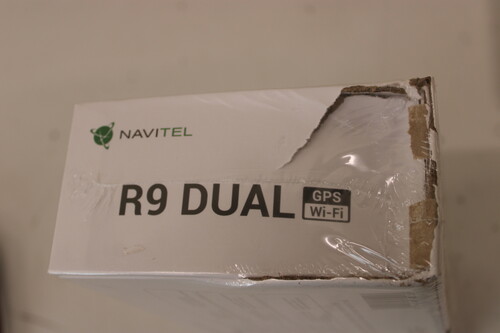 NAVITEL
R9 DUAL
GPS
Wi-Fi